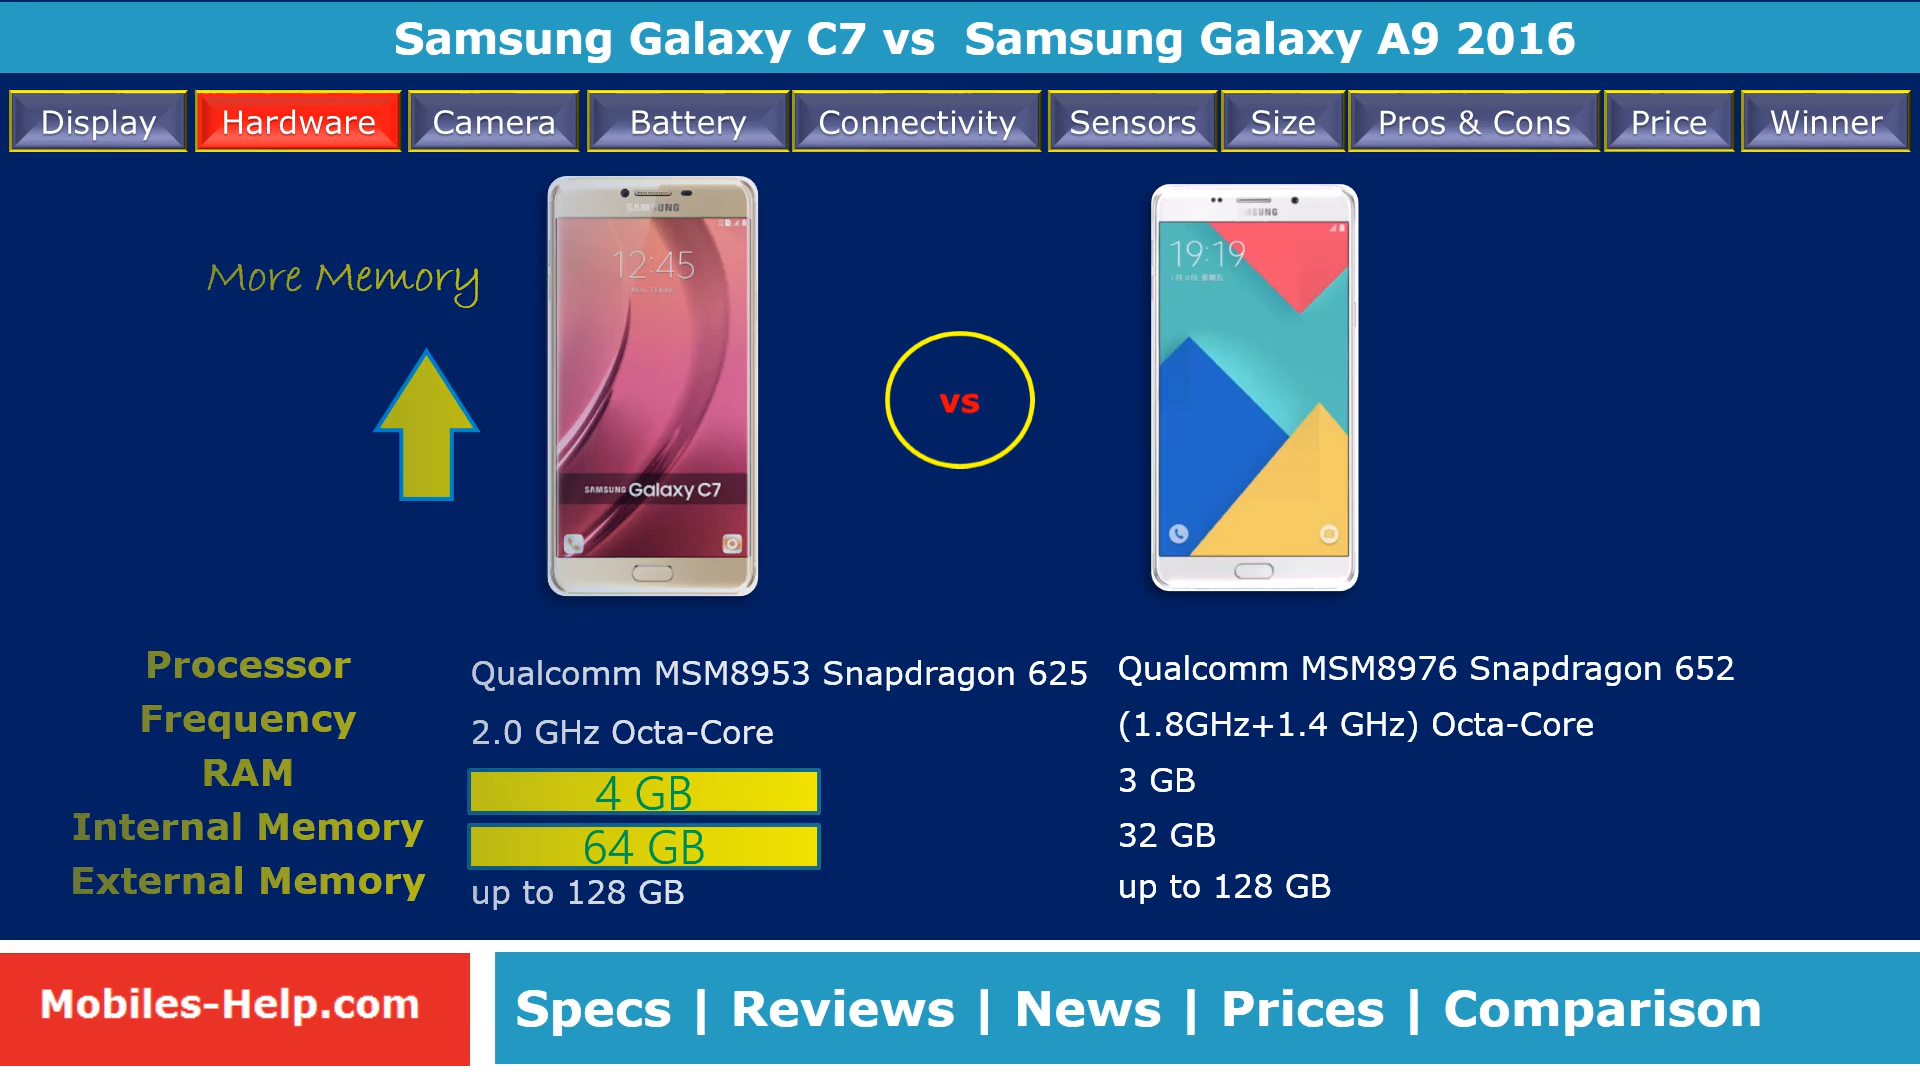 Samsung Galaxy C7 vs Samsung Galaxy A9 2016
Display Hardware Camera Battery Connectivity Sensors Size Pros & Cons Price Winner
More Memory
SAMSUNG
12:45
SAMSUNG Galaxy C7
vs
19:19
Processor Qualcomm MSM8953 Snapdragon 625 Qualcomm MSM8976 Snapdragon 652
Frequency 2.0 GHz Octa-Core (1.8GHz+1.4 GHz) Octa-Core
RAM 4 GB 3 GB
Internal Memory 64 GB 32 GB
External Memory up to 128 GB up to 128 GB
Mobiles-Help.com Specs | Reviews | News | Prices | Comparison